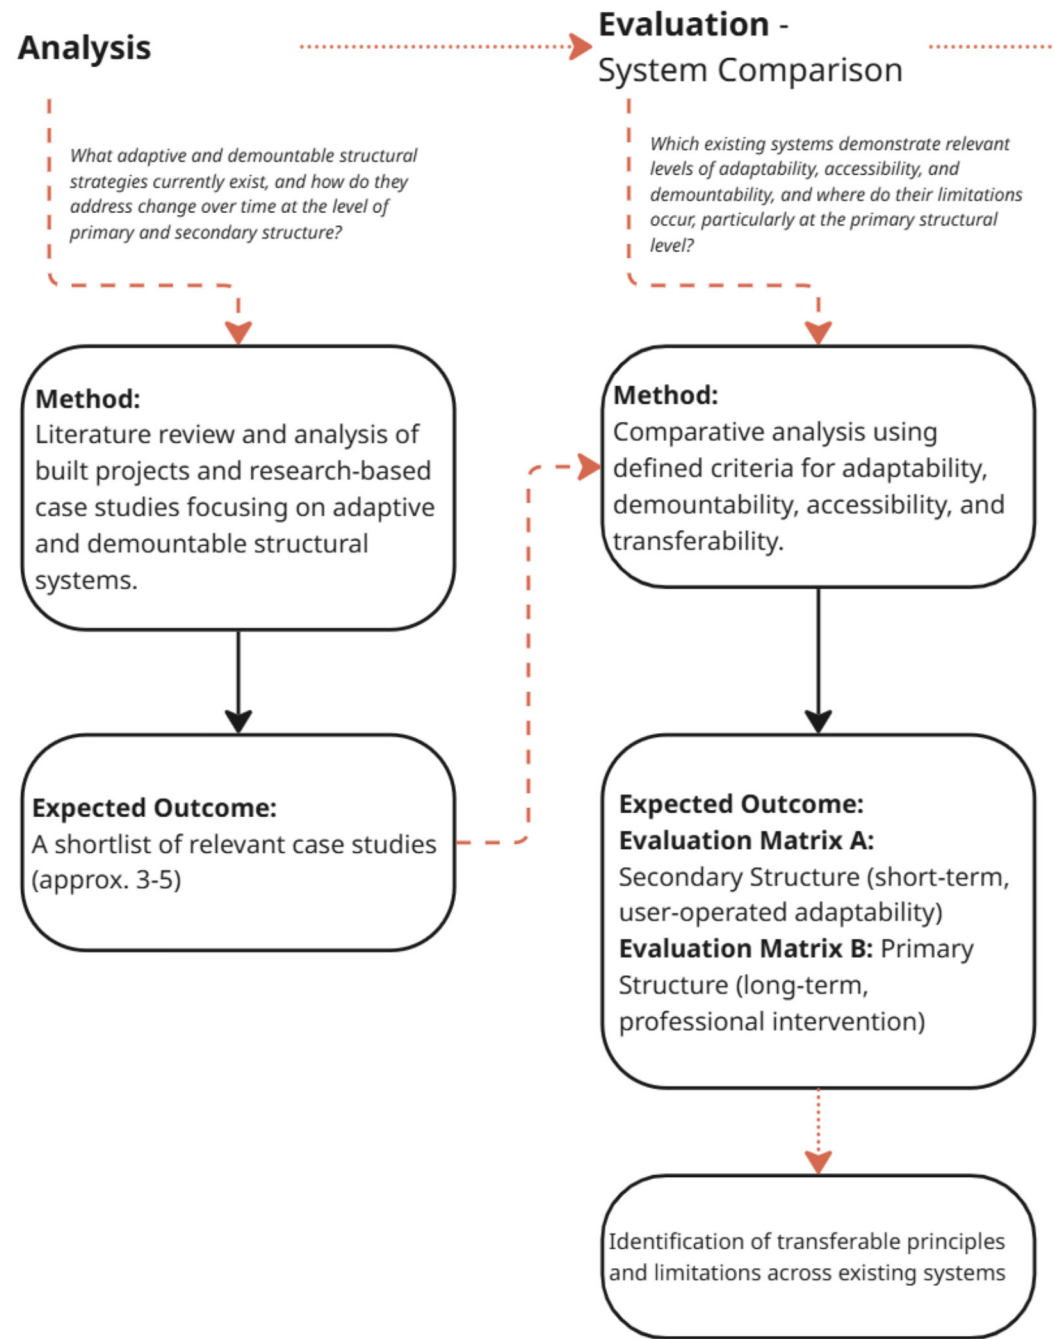 Analysis
What adaptive and demountable structural
strategies currently exist, and how do they
address change over time at the level of
primary and secondary structure?
Method:
Literature review and analysis of
built projects and research-based
case studies focusing on adaptive
and demountable structural
systems.
Expected Outcome:
A shortlist of relevant case studies
(approx. 3-5)
Evaluation -
System Comparison
Which existing systems demonstrate relevant
levels of adaptability, accessibility, and
demountability, and where do their limitations
occur, particularly at the primary structural
level?
Method:
Comparative analysis using
defined criteria for adaptability,
demountability, accessibility, and
transferability.
Expected Outcome:
Evaluation Matrix A:
Secondary Structure (short-term,
user-operated adaptability)
Evaluation Matrix B: Primary
Structure (long-term,
professional intervention)
Identification of transferable principles
and limitations across existing systems